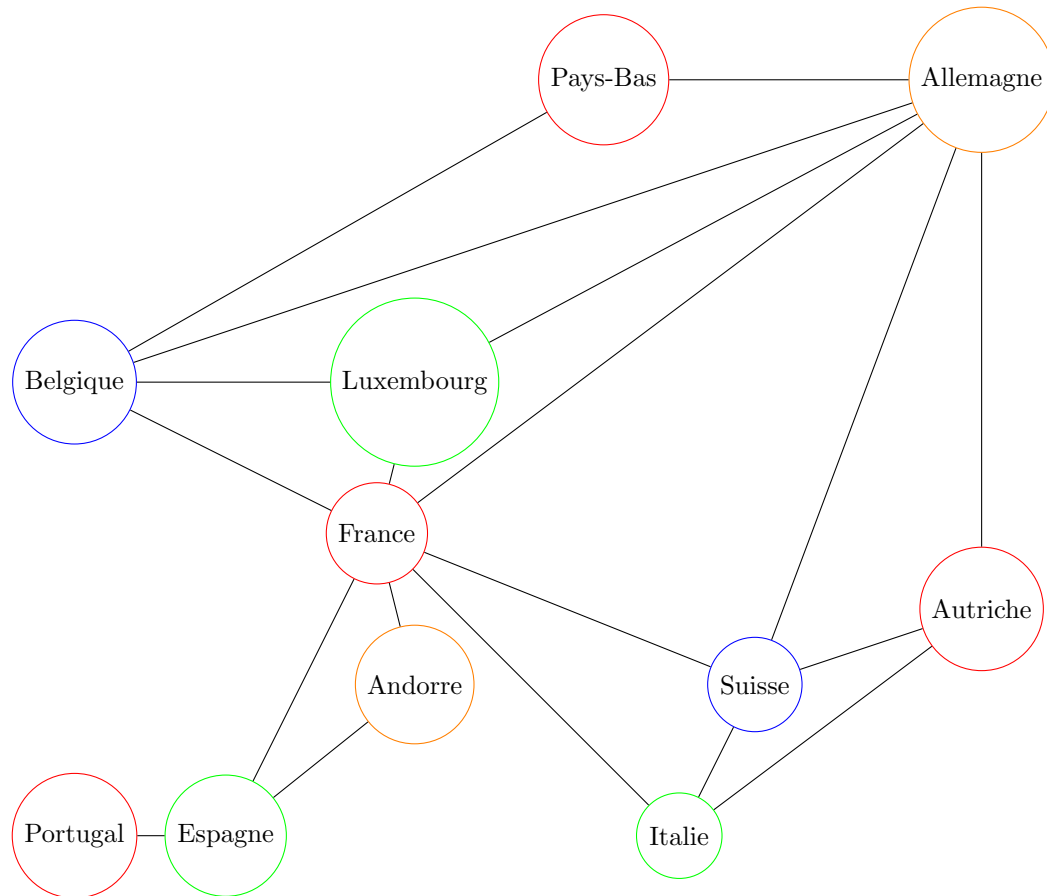 Pays-Bas
Allemagne
Belgique
Luxembourg
France
Autriche
Andorre
Suisse
Portugal
Espagne
Italie